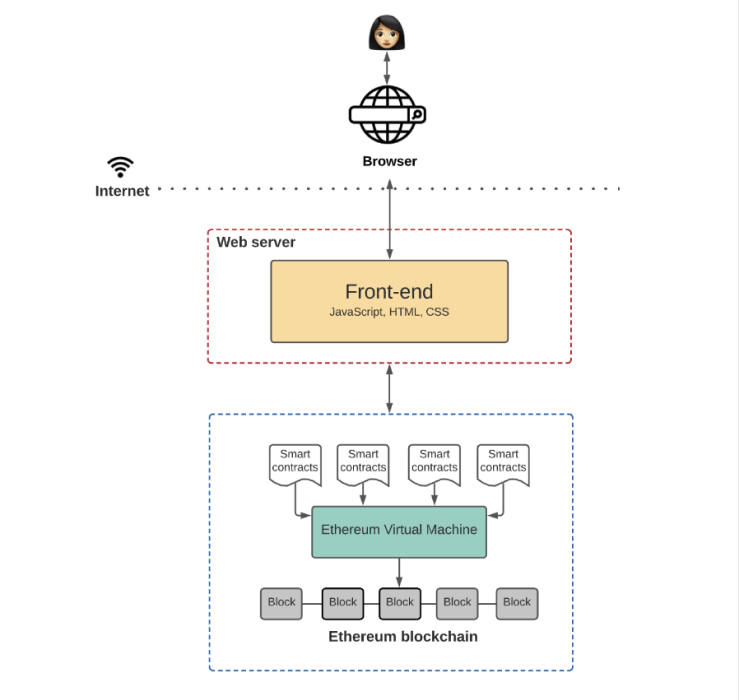 Browser
Internet
Web server
Front-end
JavaScript, HTML, CSS
Smart contracts
Smart contracts
Smart contracts
Smart contracts
Ethereum Virtual Machine
Block
Block
Block
Block
Block
Ethereum blockchain